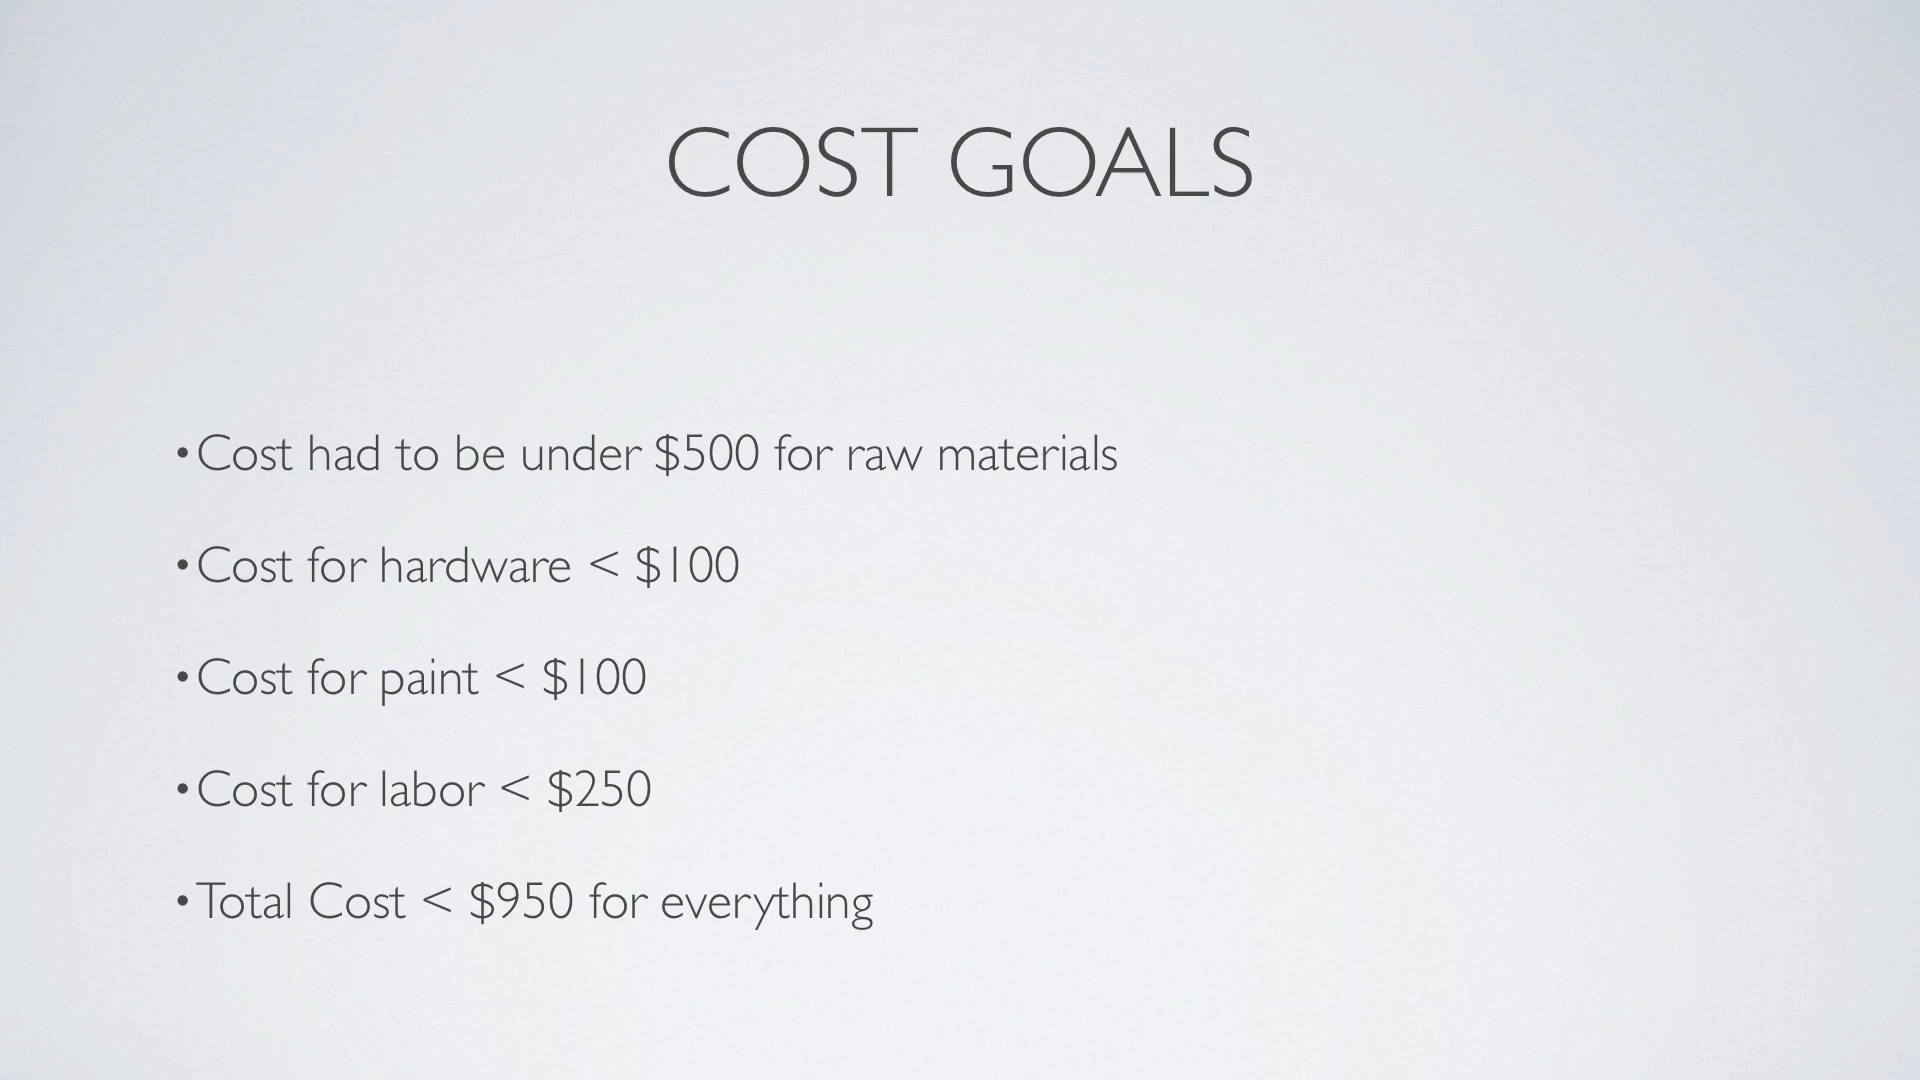 COST GOALS
•Cost had to be under $500 for raw materials
•Cost for hardware < $100
•Cost for paint < $100
•Cost for labor < $250
•Total Cost < $950 for everything